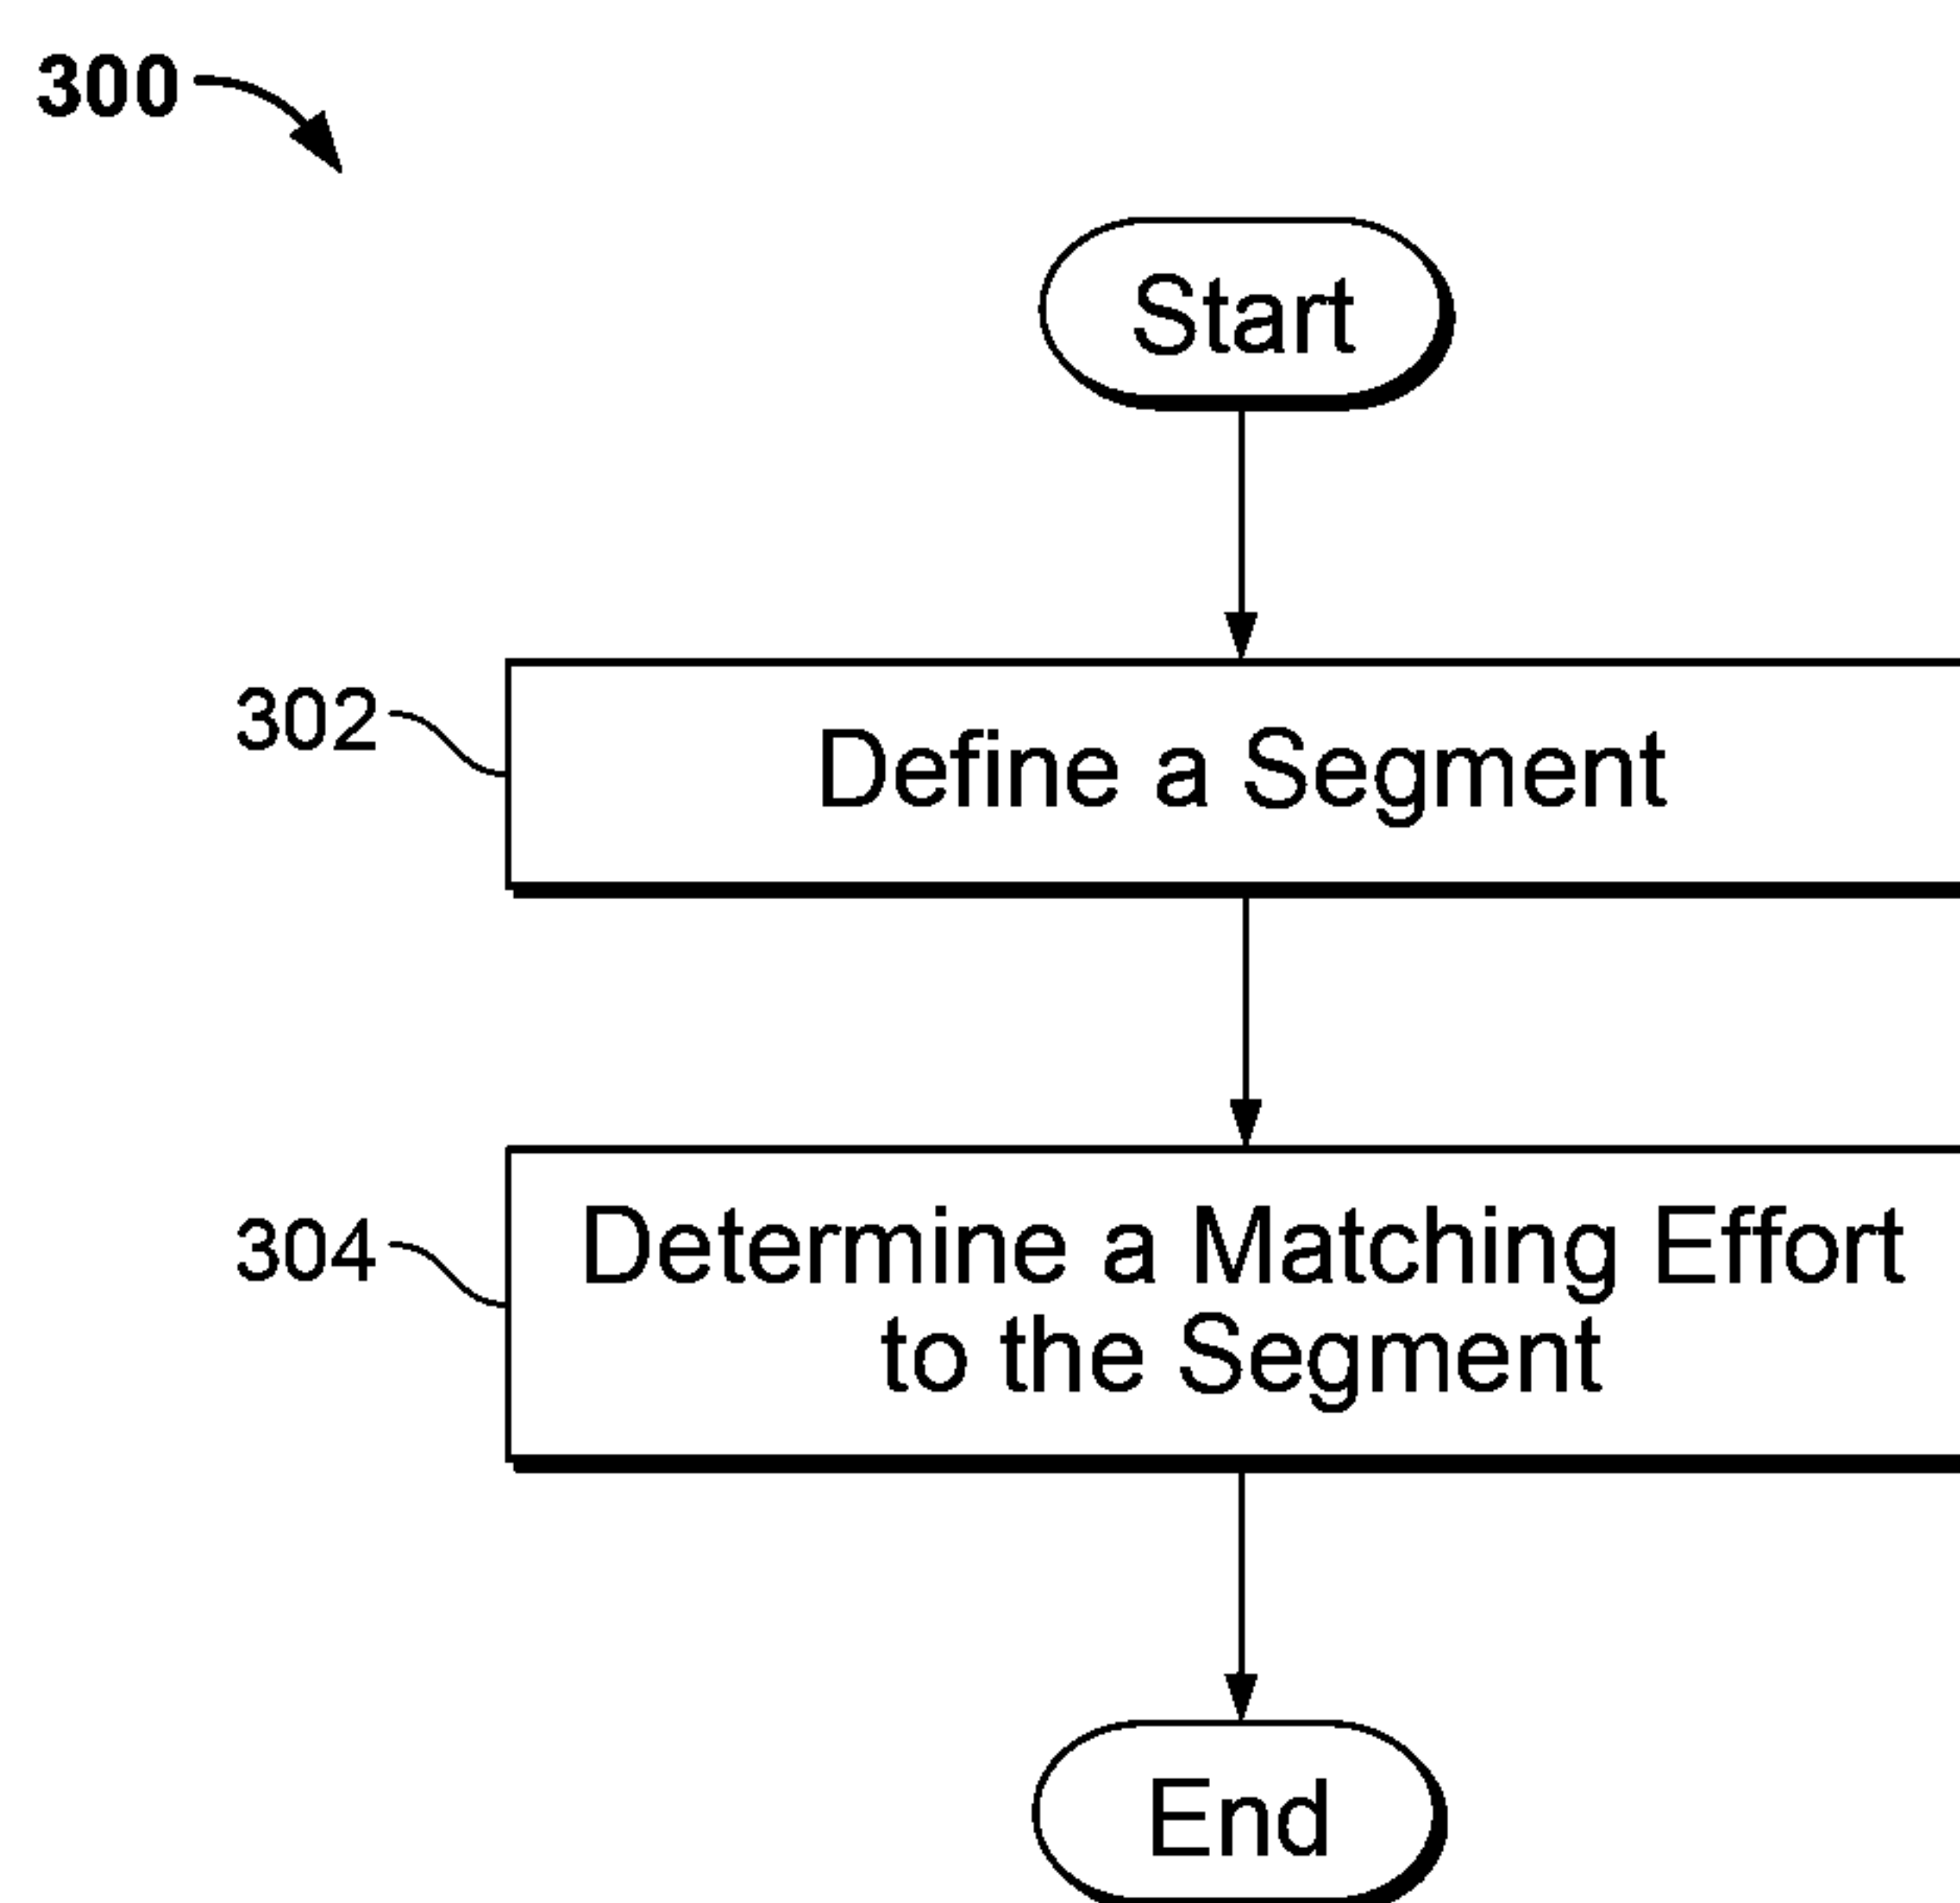 300
Start
302
Define a Segment
304
Determine a Matching Effort
to the Segment
End